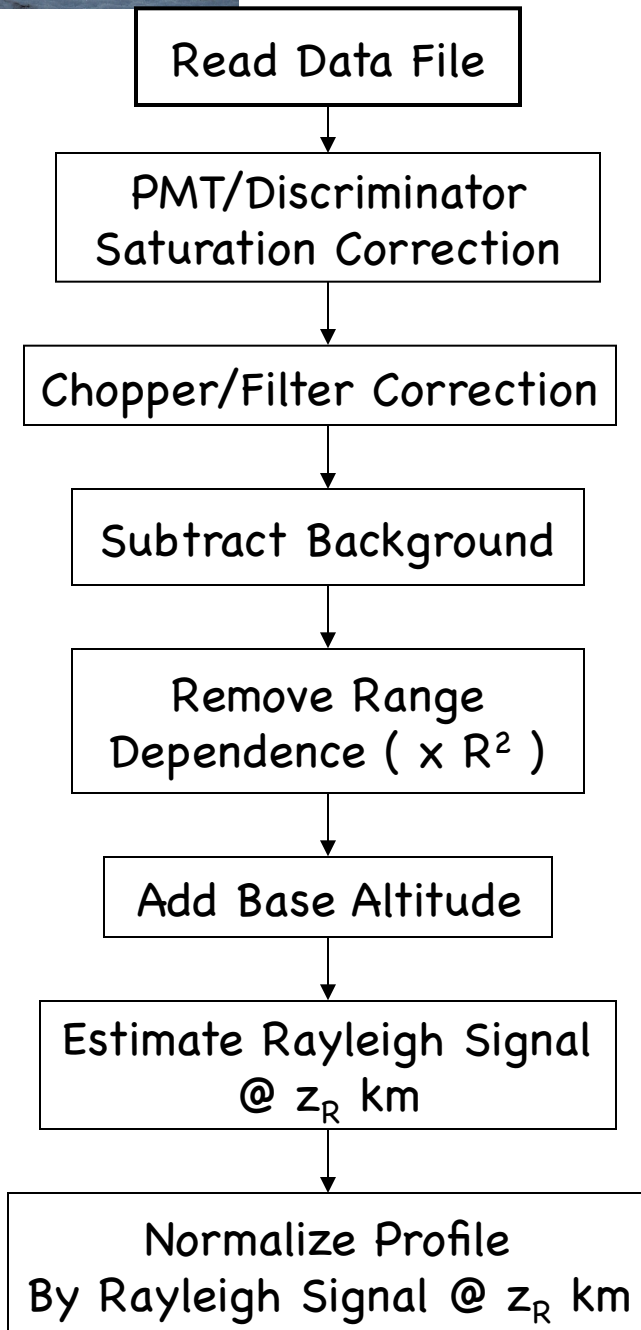 Read Data File
PMT/Discriminator
Saturation Correction
Chopper/Filter Correction
Subtract Background
Remove Range
Dependence ( x R² )
Add Base Altitude
Estimate Rayleigh Signal
@ z_R km
Normalize Profile
By Rayleigh Signal @ z_R km